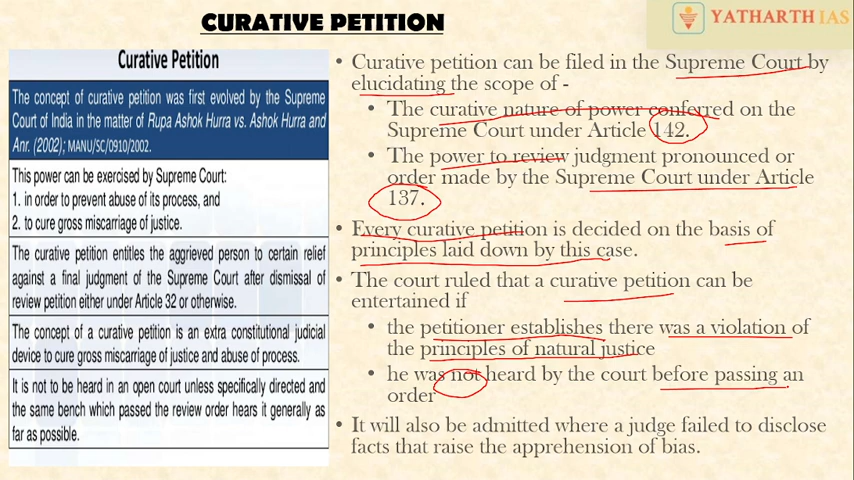 CURATIVE PETITION
YATHARTH IAS
Curative Petition
The concept of curative petition was first evolved by the Supreme
Court of India in the matter of Rupa Ashok Hurra vs. Ashok Hurra and
Anr. (2002); MANU/SC/0910/2002.
This power can be exercised by Supreme Court:
1. in order to prevent abuse of its process, and
2. to cure gross miscarriage of justice.
The curative petition entitles the aggrieved person to certain relief
against a final judgment of the Supreme Court after dismissal of
review petition either under Article 32 or otherwise.
The concept of a curative petition is an extra constitutional judicial
device to cure gross miscarriage of justice and abuse of process.
It is not to be heard in an open court unless specifically directed and
the same bench which passed the review order hears it generally as
far as possible.
• Curative petition can be filed in the Supreme Court by
elucidating the scope of -
• The curative nature of power conferred on the
Supreme Court under Article 142.
• The power to review judgment pronounced or
order made by the Supreme Court under Article
137.
• Every curative petition is decided on the basis of
principles laid down by this case.
• The court ruled that a curative petition can be
entertained if
• the petitioner establishes there was a violation of
the principles of natural justice
• he was not heard by the court before passing an
order
• It will also be admitted where a judge failed to disclose
facts that raise the apprehension of bias.